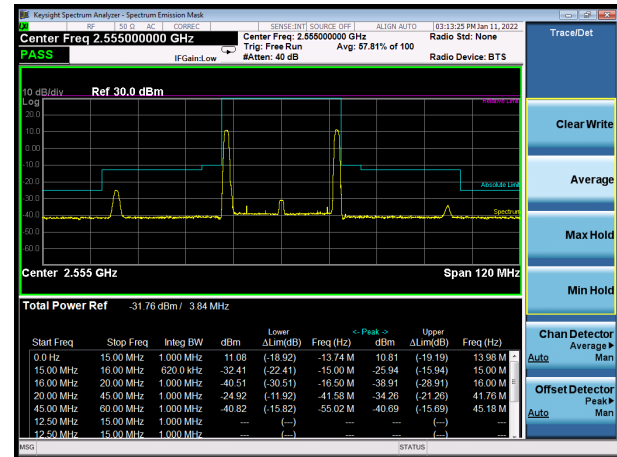 Keysight Spectrum Analyzer - Spectrum Emission Mask
RF 50 Ω AC CORREC SENSE:INT SOURCE OFF ALIGN AUTO 03:13:25 PM Jan 11, 2022
Center Freq 2.555000000 GHz Center Freq: 2.555000000 GHz Radio Std: None
Trig: Free Run Avg: 57.81% of 100
PASS IFGain:Low #Atten: 40 dB Radio Device: BTS
Trace/Det
10 dB/div Ref 30.0 dBm
Log
Relative Limit
20.0
10.0
0.00
-10.0
-20.0
Absolute Limit
-30.0
-40.0
Spectrum
-50.0
-60.0
Center 2.555 GHz Span 120 MHz
Total Power Ref -31.76 dBm / 3.84 MHz
Lower <- Peak -> Upper
Start Freq Stop Freq Integ BW dBm ΔLim(dB) Freq (Hz) dBm ΔLim(dB) Freq (Hz)
0.0 Hz 15.00 MHz 1.000 MHz 11.08 (-18.92) -13.74 M 10.81 (-19.19) 13.98 M
15.00 MHz 16.00 MHz 620.0 kHz -32.41 (-22.41) -15.00 M -25.94 (-15.94) 15.00 M
16.00 MHz 20.00 MHz 1.000 MHz -40.51 (-30.51) -16.50 M -38.91 (-28.91) 16.00 M
20.00 MHz 45.00 MHz 1.000 MHz -24.92 (-11.92) -41.58 M -34.26 (-21.26) 41.76 M
45.00 MHz 60.00 MHz 1.000 MHz -40.82 (-15.82) -55.02 M -40.69 (-15.69) 45.18 M
12.50 MHz 15.00 MHz 1.000 MHz --- (---) --- --- (---) ---
12.50 MHz 15.00 MHz 1.000 MHz --- (---) --- --- (---) ---
Clear Write
Average
Max Hold
Min Hold
Chan Detector
Average
Auto Man
Offset Detector
Peak
Auto Man
MSG STATUS